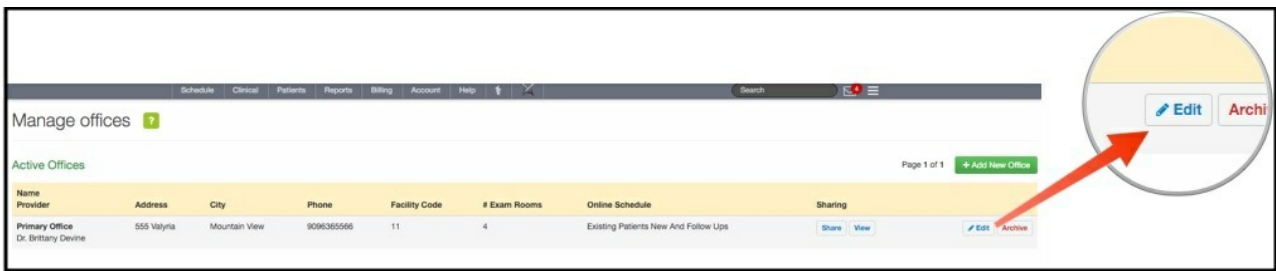 Schedule Clinical Patients Reports Billing Account Help Search 4
Manage offices ?
Active Offices Page 1 of 1 + Add New Office
Name
Provider Address City Phone Facility Code # Exam Rooms Online Schedule Sharing
Primary Office 555 Valyria Mountain View 9096365566 11 4 Existing Patients New And Follow Ups Share View Edit Archive
Dr. Brittany Devine
Edit Archi